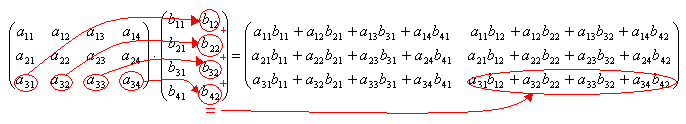 a11 a12 a13 a14 b11 b12 + a11b11 + a12b21 + a13b31 + a14b41 a11b12 + a12b22 + a13b32 + a14b42
a21 a22 a23 a24 . b21 b22 + = a21b11 + a22b21 + a23b31 + a24b41 a21b12 + a22b22 + a23b32 + a24b42
a31 a32 a33 a34 b31 b32 + a31b11 + a32b21 + a33b31 + a34b41 a31b12 + a32b22 + a33b32 + a34b42
b41 b42
=